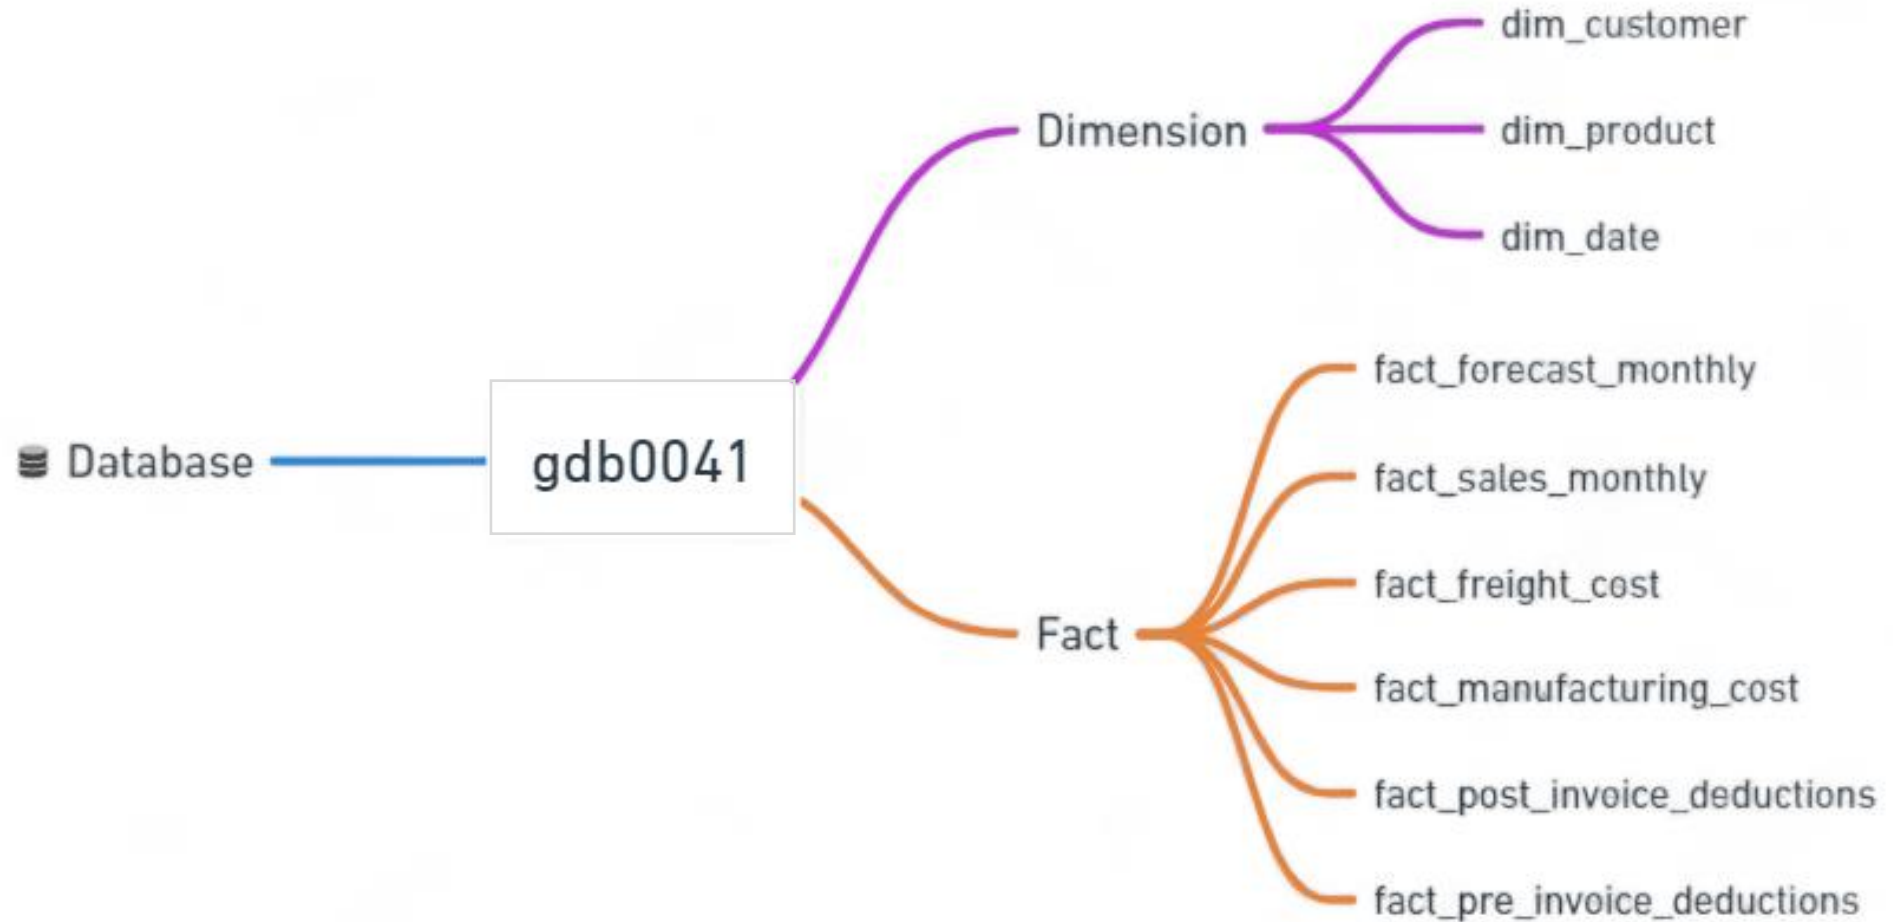 Database
gdb0041
Dimension
dim_customer
dim_product
dim_date
Fact
fact_forecast_monthly
fact_sales_monthly
fact_freight_cost
fact_manufacturing_cost
fact_post_invoice_deductions
fact_pre_invoice_deductions